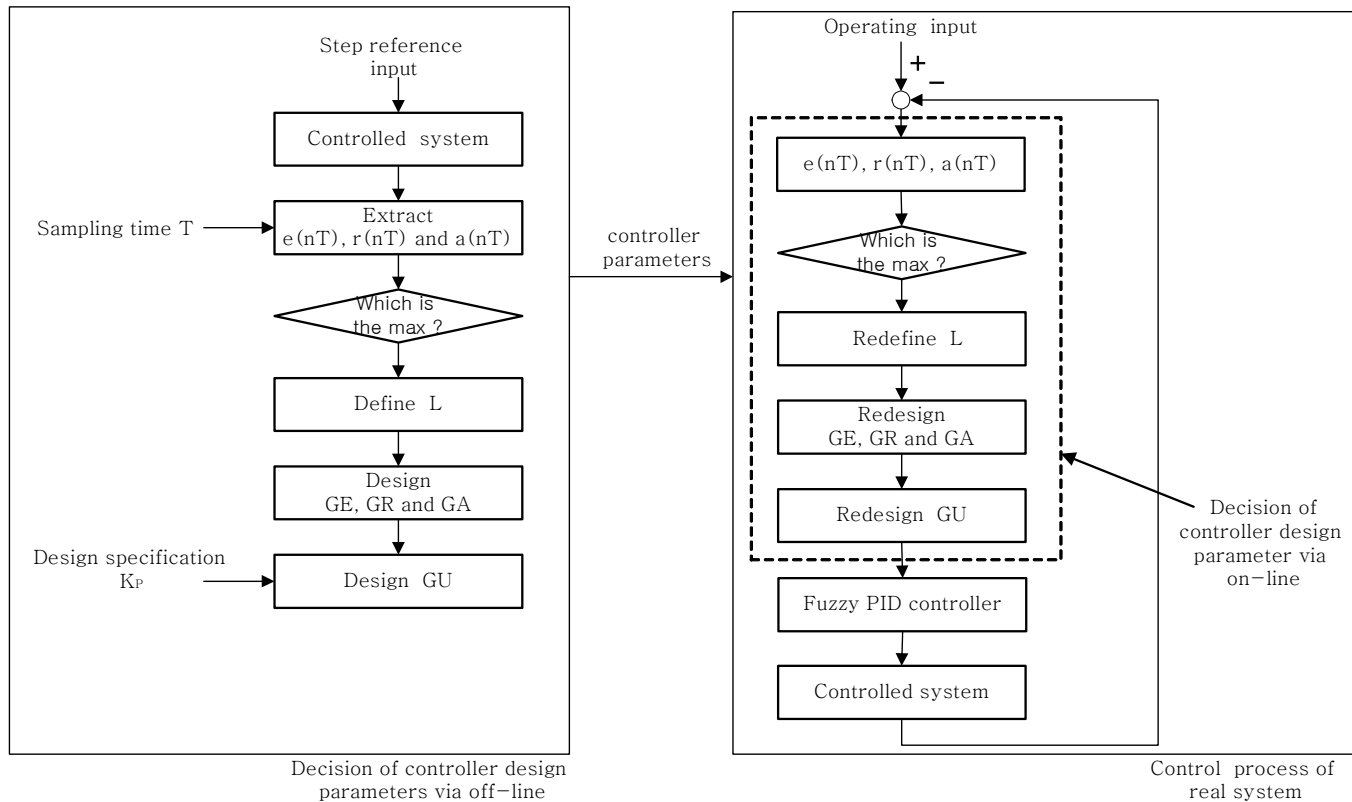 Step reference
input
Controlled system
Sampling time T
Extract
e(nT), r(nT) and a(nT)
Which is
the max ?
Define L
Design
GE, GR and GA
Design specification
KP
Design GU
Decision of controller design
parameters via off-line
controller
parameters
Operating input
+
-
e(nT), r(nT), a(nT)
Which is
the max ?
Redefine L
Redesign
GE, GR and GA
Redesign GU
Decision of
controller design
parameter via
on-line
Fuzzy PID controller
Controlled system
Control process of
real system